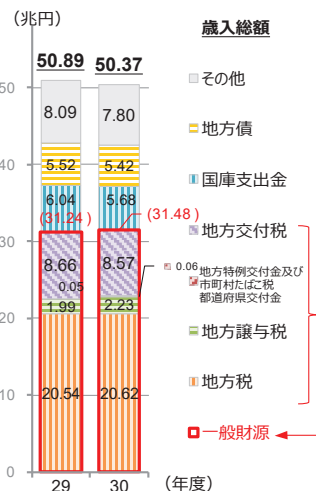 （兆円）
歳入総額
50.89 50.37
50
40
30
20
10
0
8.09 7.80
5.52 5.42
6.04 5.68
(31.24 ) (31.48 )
8.66 8.57
0.05 0.06
1.99 2.23
20.54 20.62
29 30 （年度）
その他
地方債
国庫支出金
地方交付税
地方特例交付金及び
市町村たばこ税
都道府県交付金
地方譲与税
地方税
一般財源